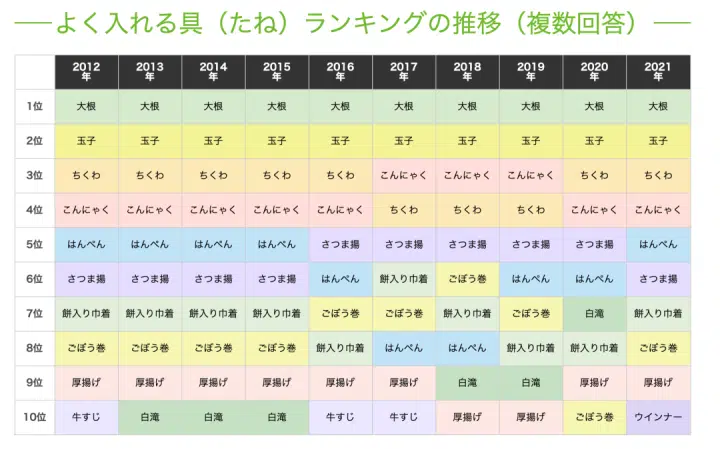 よく入れる具（たね）ランキングの推移（複数回答）
2012年 2013年 2014年 2015年 2016年 2017年 2018年 2019年 2020年 2021年
1位 大根 大根 大根 大根 大根 大根 大根 大根 大根 大根
2位 玉子 玉子 玉子 玉子 玉子 玉子 玉子 玉子 玉子 玉子
3位 ちくわ ちくわ ちくわ ちくわ ちくわ こんにゃく こんにゃく こんにゃく ちくわ ちくわ
4位 こんにゃく こんにゃく こんにゃく こんにゃく こんにゃく ちくわ ちくわ ちくわ こんにゃく こんにゃく
5位 はんぺん はんぺん はんぺん はんぺん さつま揚 さつま揚 さつま揚 さつま揚 さつま揚 はんぺん
6位 さつま揚 さつま揚 さつま揚 さつま揚 はんぺん 餅入り巾着 ごぼう巻 はんぺん はんぺん さつま揚
7位 餅入り巾着 餅入り巾着 餅入り巾着 餅入り巾着 ごぼう巻 ごぼう巻 餅入り巾着 ごぼう巻 白滝 餅入り巾着
8位 ごぼう巻 ごぼう巻 ごぼう巻 ごぼう巻 餅入り巾着 はんぺん はんぺん 餅入り巾着 餅入り巾着 ごぼう巻
9位 厚揚げ 厚揚げ 厚揚げ 厚揚げ 厚揚げ 厚揚げ 白滝 白滝 厚揚げ 厚揚げ
10位 牛すじ 白滝 白滝 白滝 牛すじ 牛すじ 厚揚げ 厚揚げ ごぼう巻 ウインナー